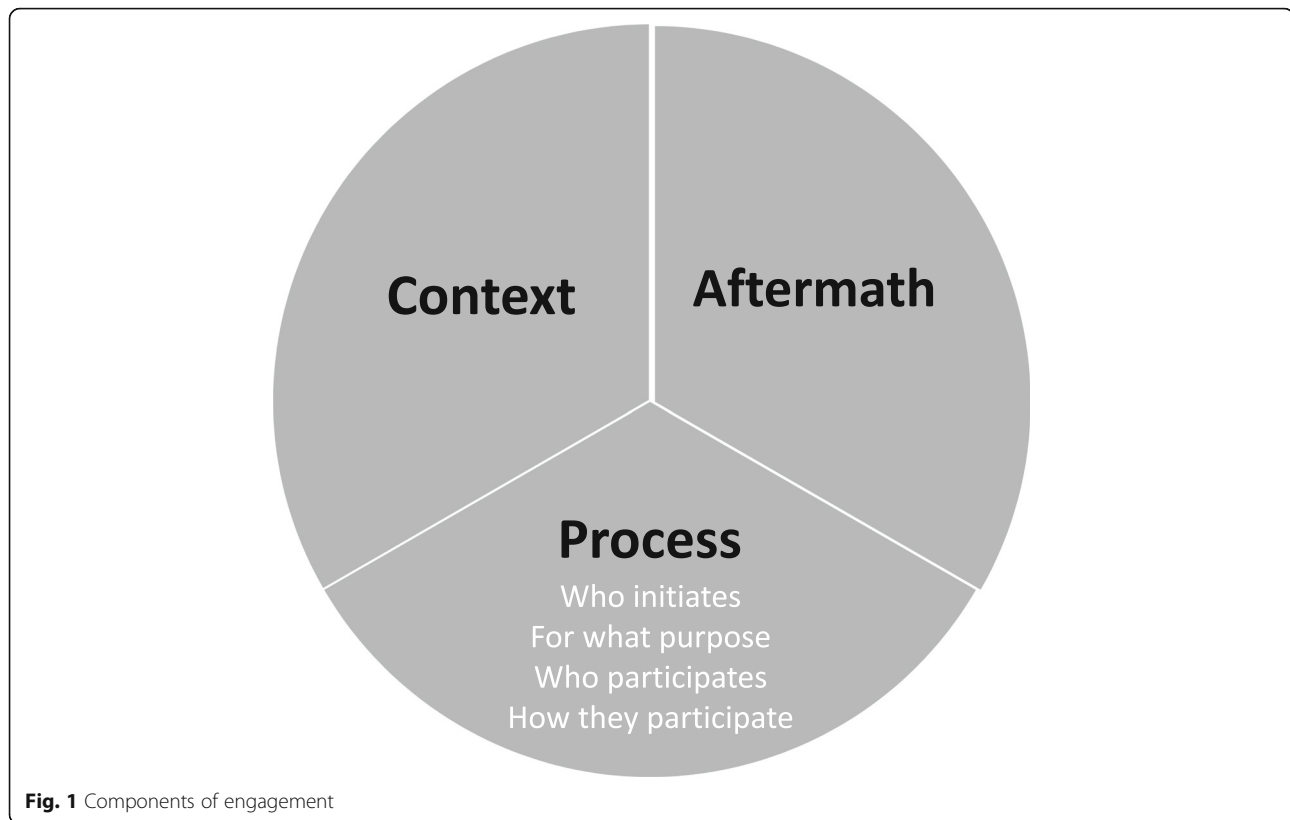 Context
Aftermath
Process
Who initiates
For what purpose
Who participates
How they participate
Fig. 1 Components of engagement